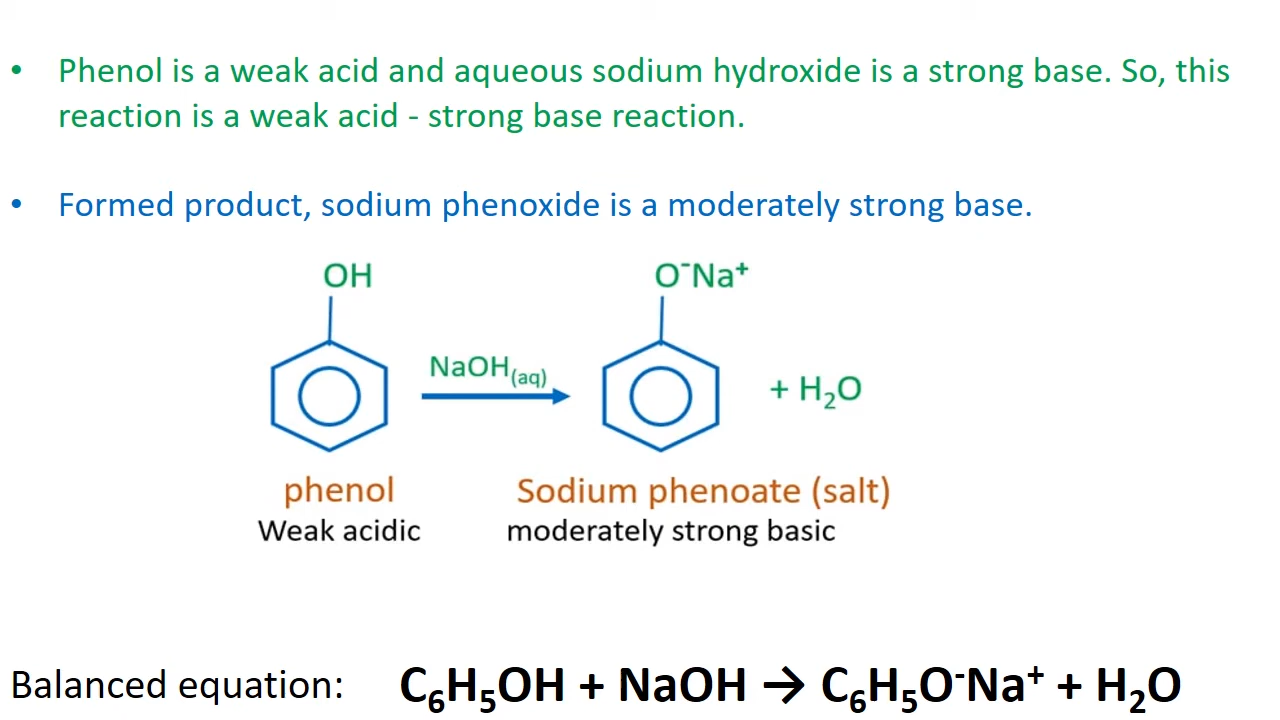 • Phenol is a weak acid and aqueous sodium hydroxide is a strong base. So, this
reaction is a weak acid - strong base reaction.
• Formed product, sodium phenoxide is a moderately strong base.
OH
O⁻Na⁺
NaOH(aq)
+ H₂O
phenol
Sodium phenoate (salt)
Weak acidic
moderately strong basic
Balanced equation: C₆H₅OH + NaOH → C₆H₅O⁻Na⁺ + H₂O